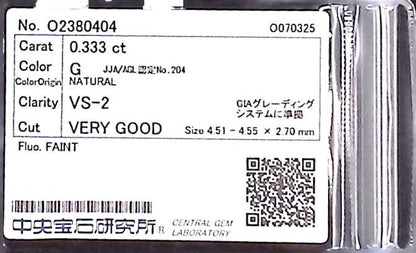 No. O2380404 O070325
Carat 0.333 ct
Color G JJA/AGL認定No.204
ColorOrigin NATURAL
Clarity VS-2 GIAグレーディング
システムに準拠
Cut VERY GOOD Size 4.51 - 4.55 × 2.70 mm
Fluo. FAINT
中央宝石研究所® CENTRAL GEM
LABORATORY